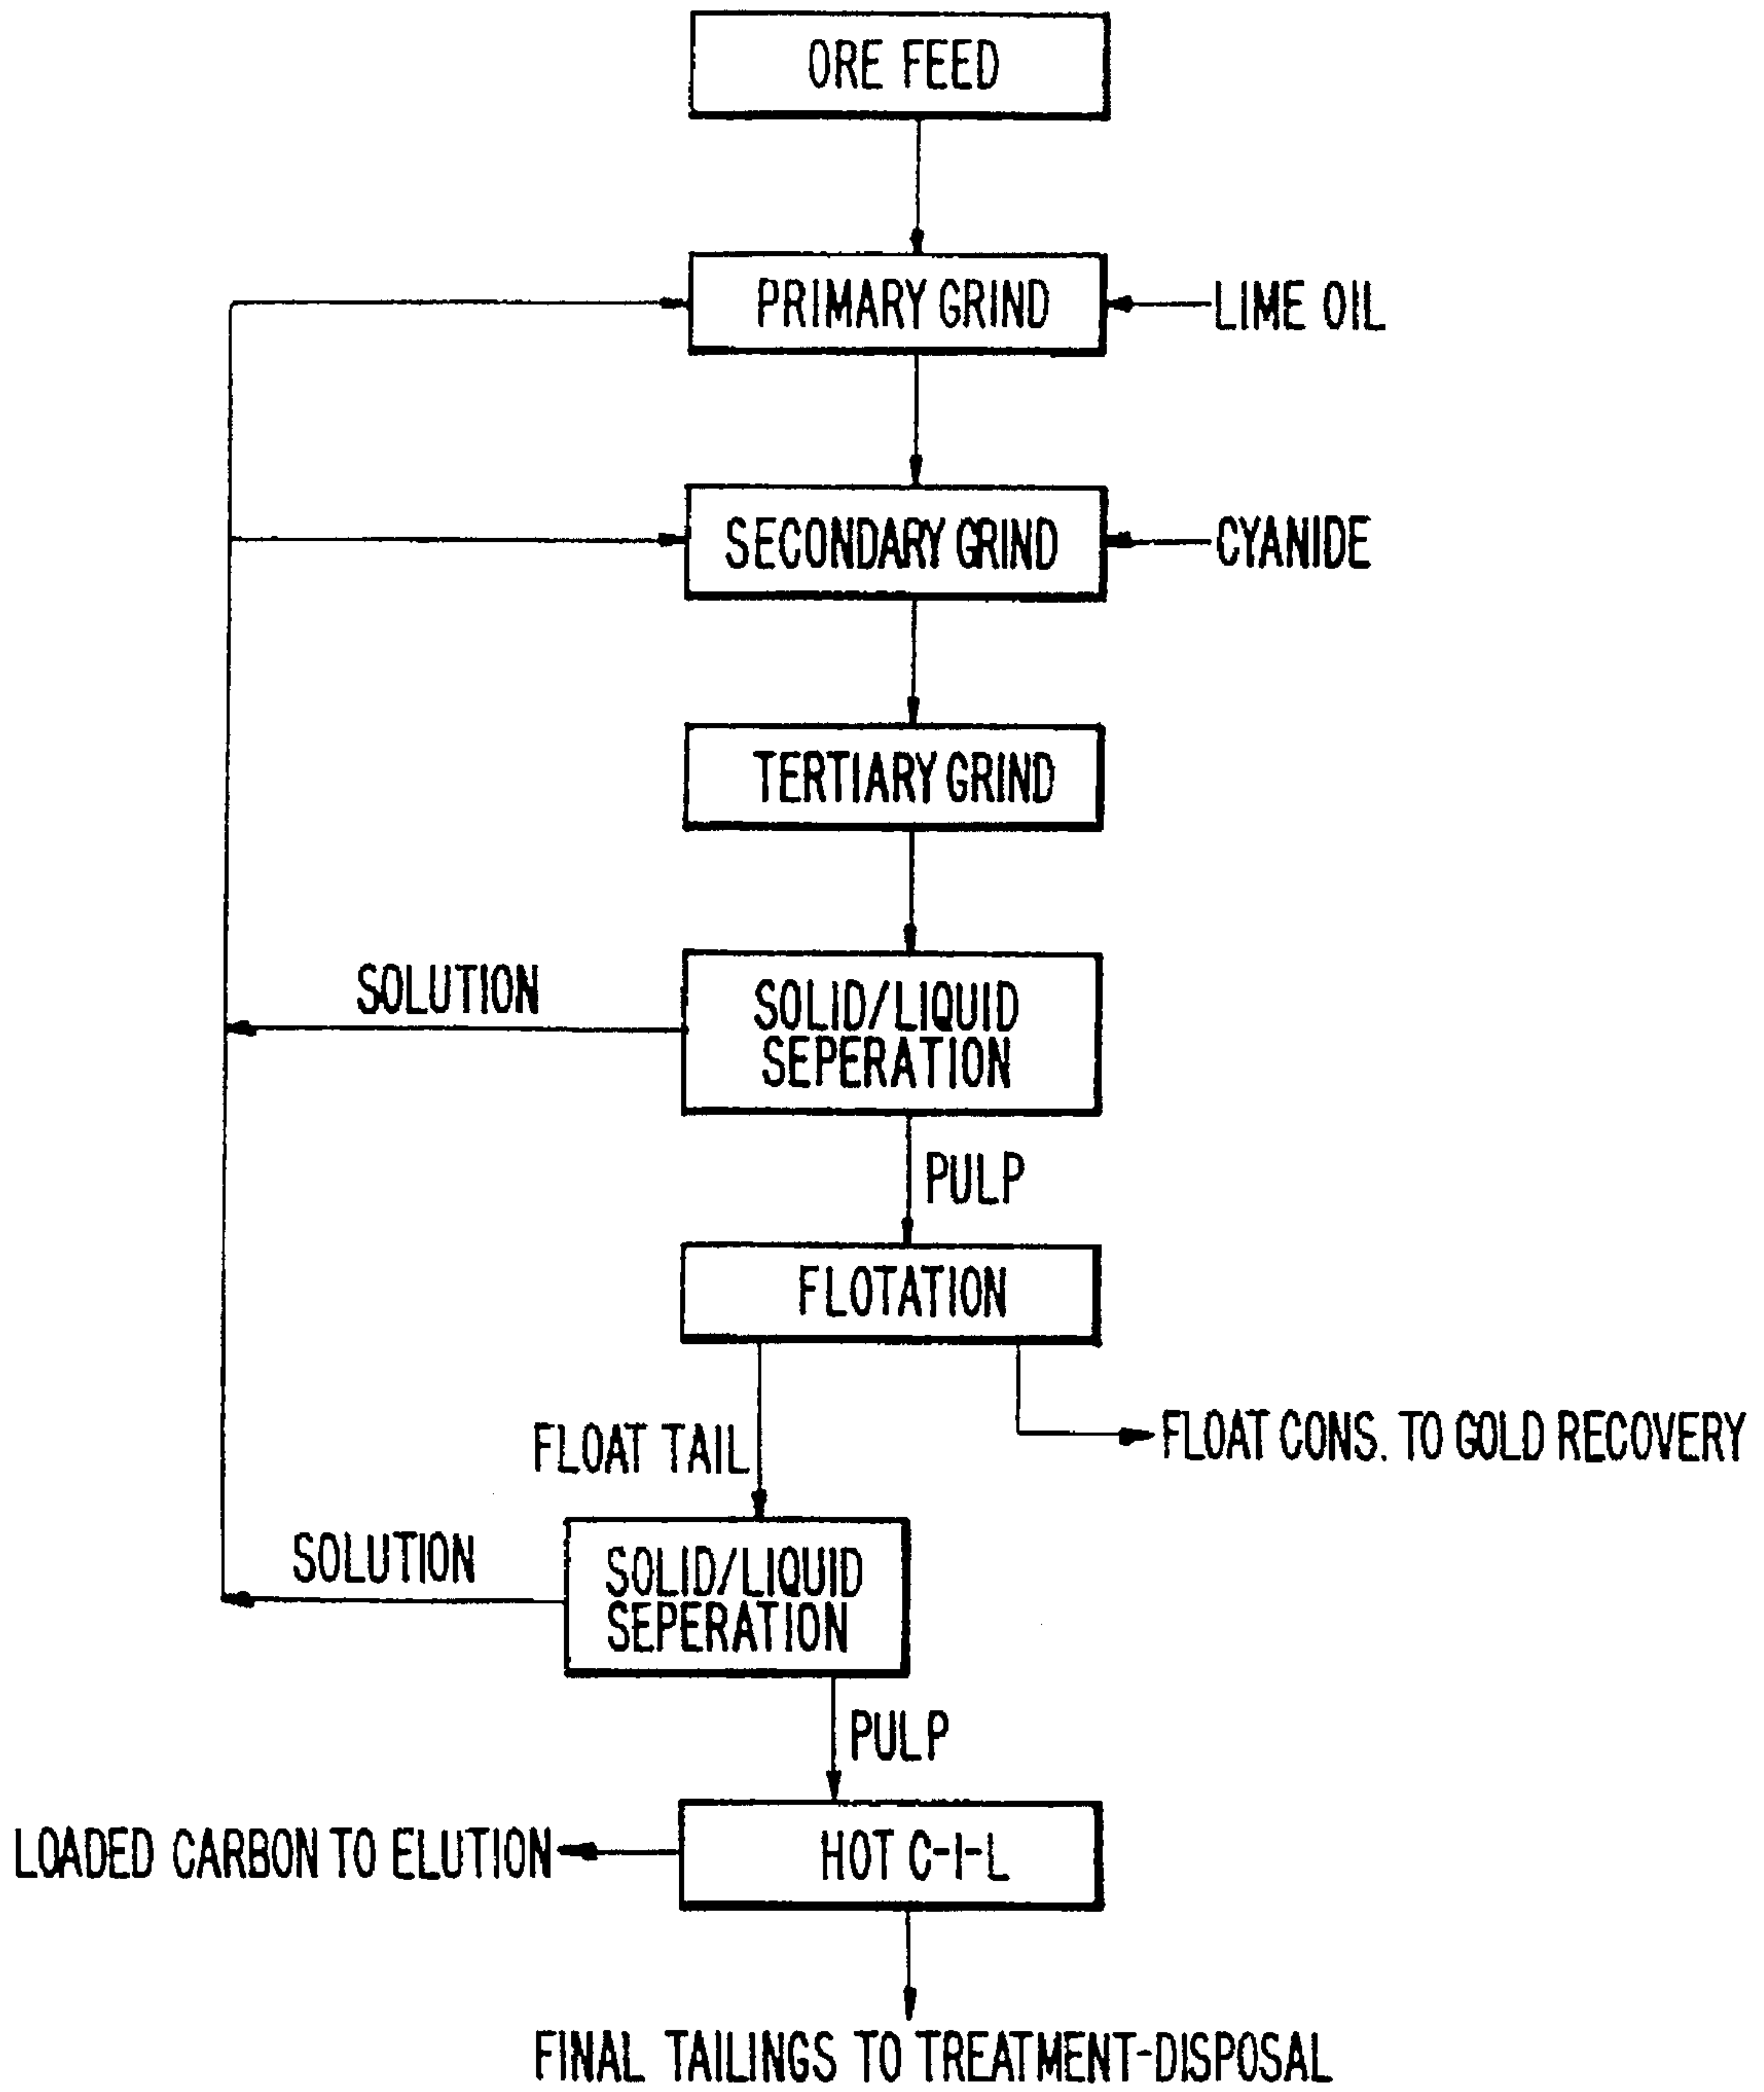 ORE FEED
PRIMARY GRIND
LIME OIL
SECONDARY GRIND
CYANIDE
TERTIARY GRIND
SOLUTION
SOLID/LIQUID
SEPERATION
PULP
FLOTATION
FLOAT TAIL
FLOAT CONS. TO GOLD RECOVERY
SOLUTION
SOLID/LIQUID
SEPERATION
PULP
LOADED CARBON TO ELUTION
HOT C-I-L
FINAL TAILINGS TO TREATMENT-DISPOSAL